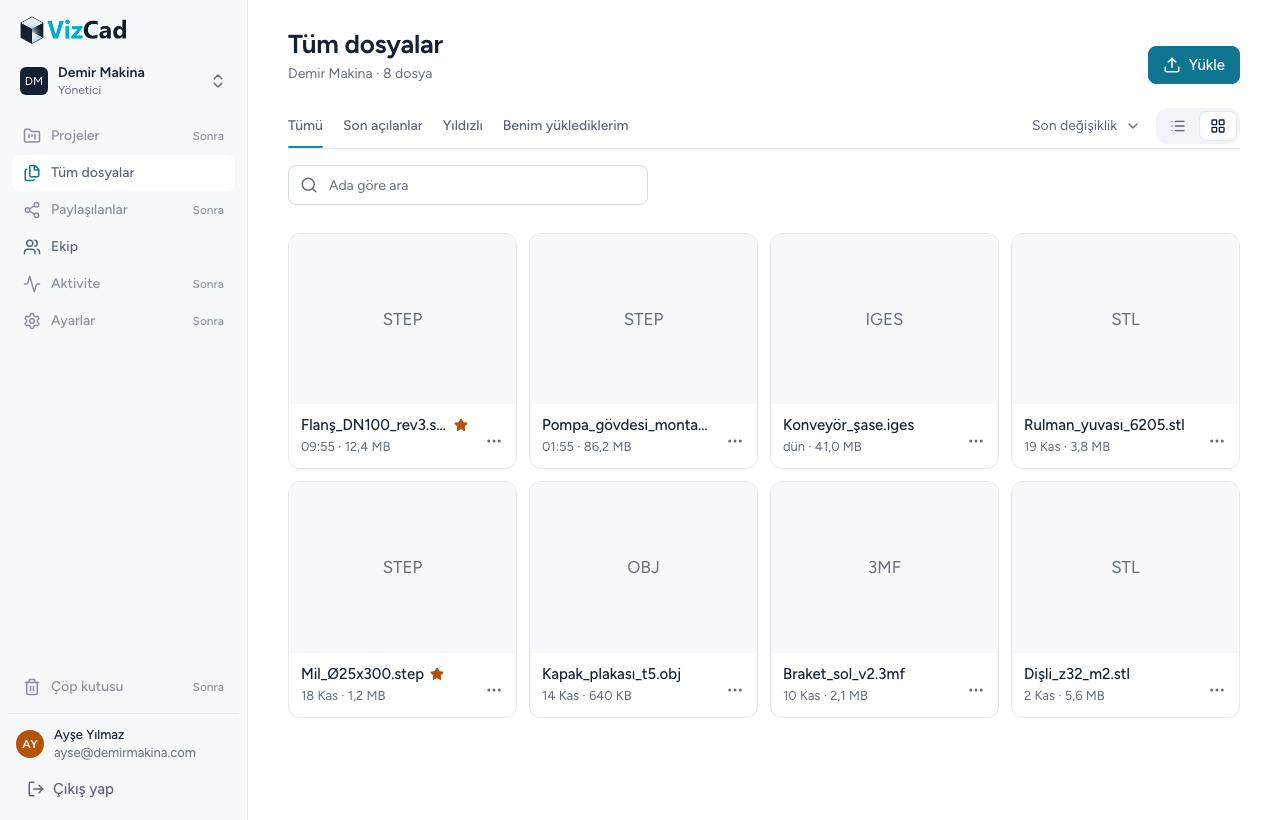 VizCad
DM
Demir Makina
Yönetici
Projeler Sonra
Tüm dosyalar
Paylaşılanlar Sonra
Ekip
Aktivite Sonra
Ayarlar Sonra
Çöp kutusu Sonra
AY
Ayşe Yılmaz
ayse@demirmakina.com
Çıkış yap
Tüm dosyalar
Demir Makina · 8 dosya
Yükle
Tümü Son açılanlar Yıldızlı Benim yüklediklerim Son değişiklik
Ada göre ara
STEP STEP IGES STL
Flanş_DN100_rev3.s... Pompa_gövdesi_monta... Konveyör_şase.iges Rulman_yuvası_6205.stl
09:55 · 12,4 MB 01:55 · 86,2 MB dün · 41,0 MB 19 Kas · 3,8 MB
STEP OBJ 3MF STL
Mil_Ø25x300.step Kapak_plakası_t5.obj Braket_sol_v2.3mf Dişli_z32_m2.stl
18 Kas · 1,2 MB 14 Kas · 640 KB 10 Kas · 2,1 MB 2 Kas · 5,6 MB